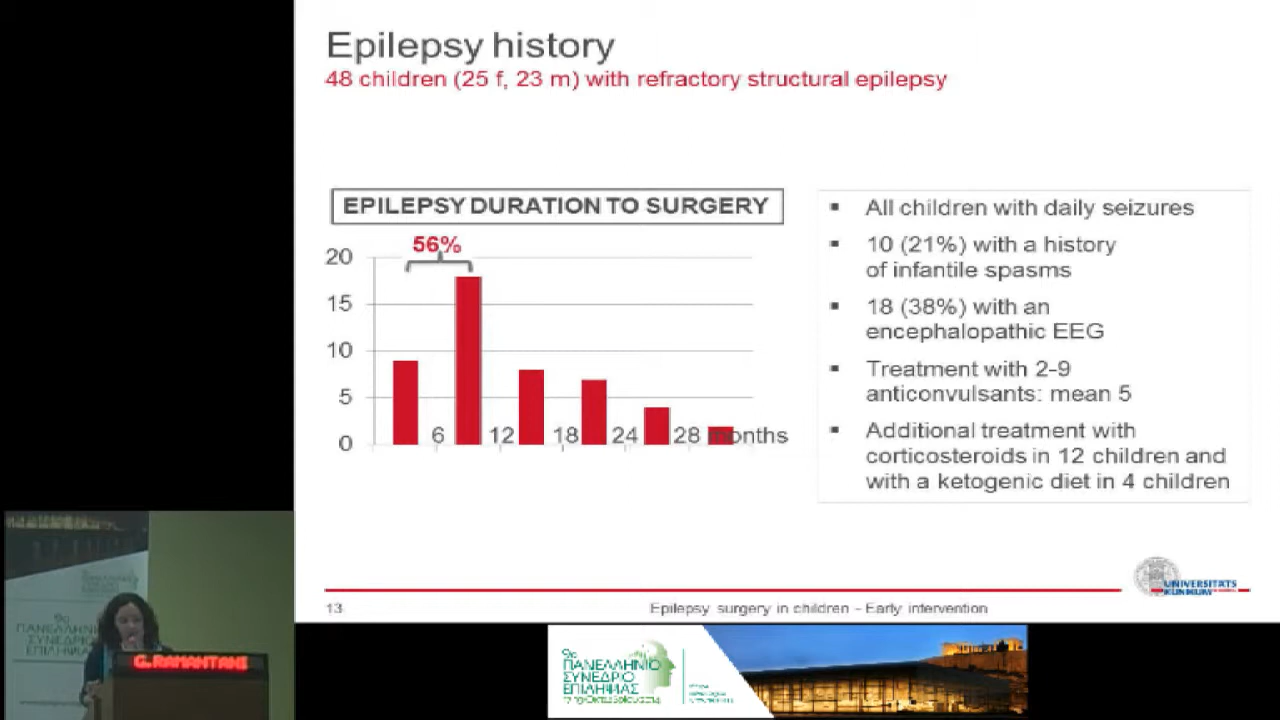 Epilepsy history
48 children (25 f, 23 m) with refractory structural epilepsy
EPILEPSY DURATION TO SURGERY
56%
20
15
10
5
0
6 12 18 24 28 months
▪ All children with daily seizures
▪ 10 (21%) with a history
of infantile spasms
▪ 18 (38%) with an
encephalopathic EEG
▪ Treatment with 2-9
anticonvulsants: mean 5
▪ Additional treatment with
corticosteroids in 12 children and
with a ketogenic diet in 4 children
UNIVERSITÄTS
KLINIKUM
13
Epilepsy surgery in children - Early intervention
9ο
ΠΑΝΕΛΛΗΝΙΟ
ΣΥΝΕΔΡΙΟ
ΕΠΙΛΗΨΙΑΣ
G. RAMANTANI
9ο
ΠΑΝΕΛΛΗΝΙΟ
ΣΥΝΕΔΡΙΟ
ΕΠΙΛΗΨΙΑΣ